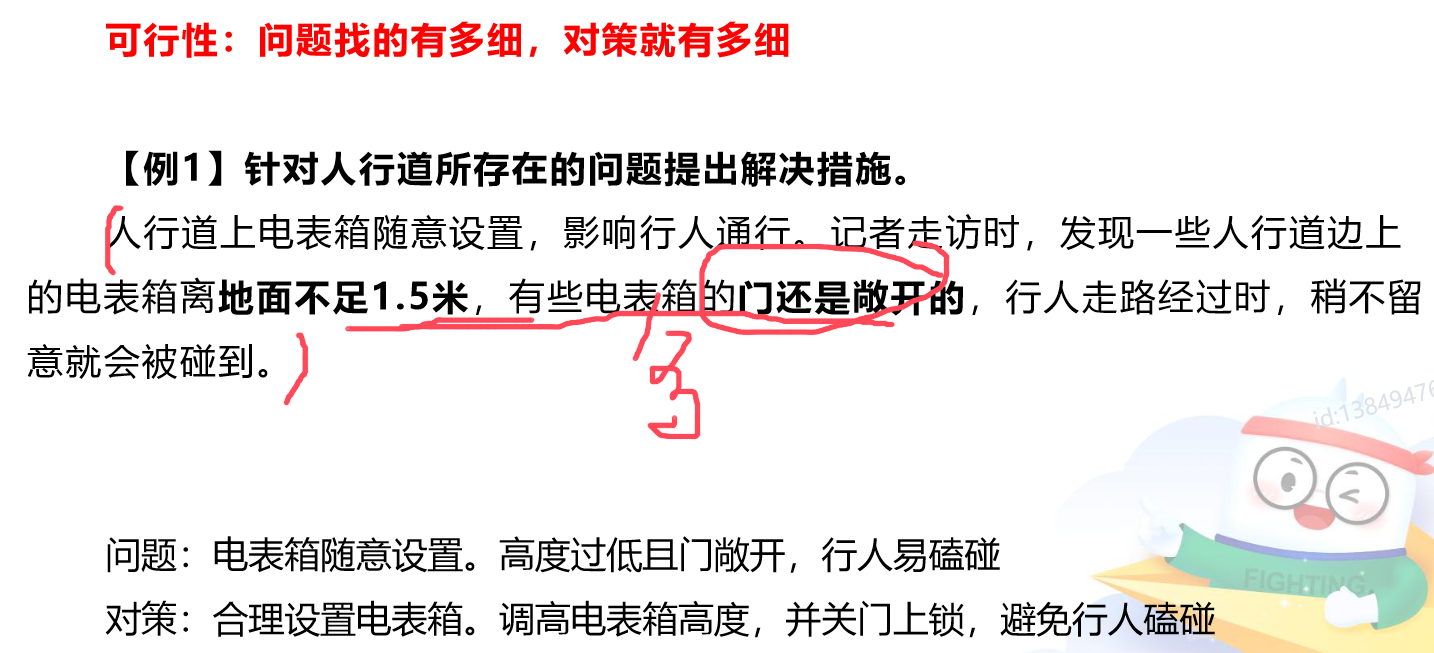 可行性：问题找的有多细，对策就有多细
【例1】针对人行道所存在的问题提出解决措施。
人行道上电表箱随意设置，影响行人通行。记者走访时，发现一些人行道边上
的电表箱离地面不足1.5米，有些电表箱的门还是敞开的，行人走路经过时，稍不留
意就会被碰到。
id:13849476
FIGHTING
问题：电表箱随意设置。高度过低且门敞开，行人易磕碰
对策：合理设置电表箱。调高电表箱高度，并关门上锁，避免行人磕碰